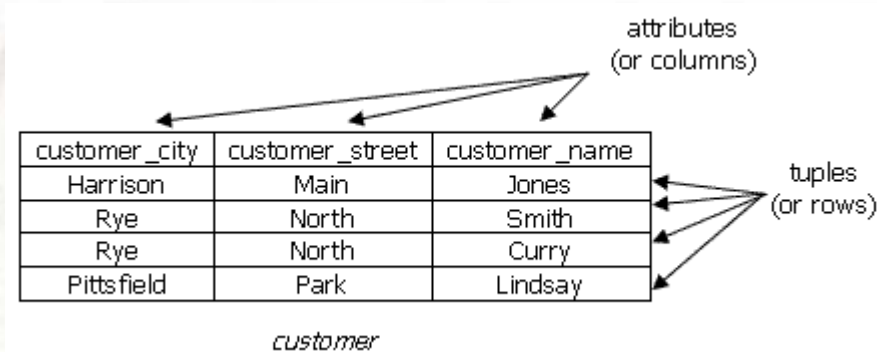 attributes
(or columns)
customer_city customer_street customer_name
Harrison Main Jones
Rye North Smith
Rye North Curry
Pittsfield Park Lindsay
tuples
(or rows)
customer